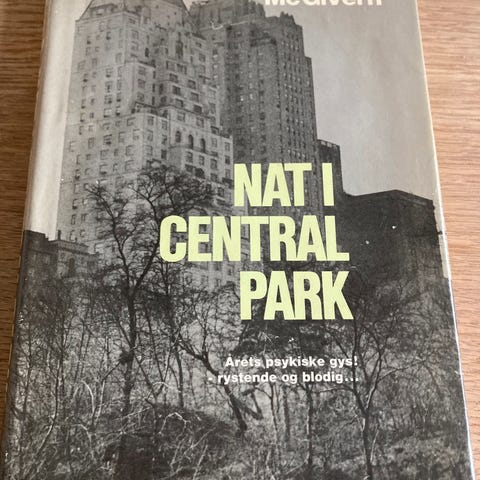 McGivern
NAT I
CENTRAL
PARK
Årets psykiske gys!
- rystende og blodig...